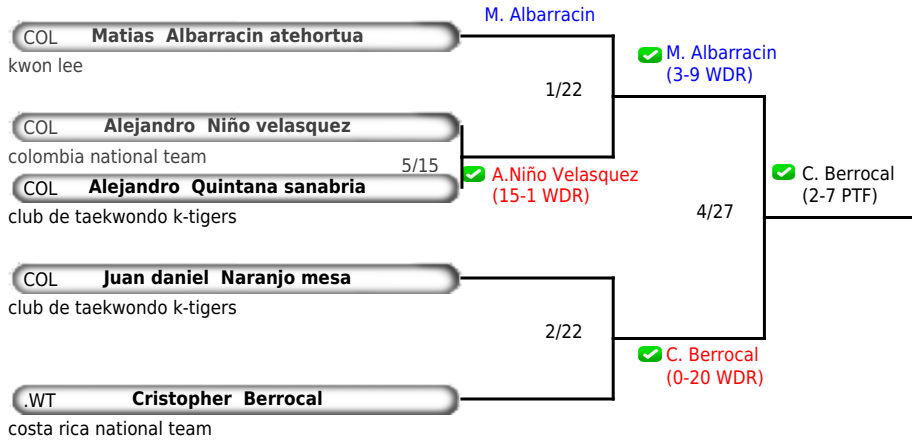 M. Albarracin
COL Matias Albarracin atehortua
kwon lee
M. Albarracin
(3-9 WDR)
1/22
COL Alejandro Niño velasquez
colombia national team
5/15
A.Niño Velasquez
(15-1 WDR)
COL Alejandro Quintana sanabria
club de taekwondo k-tigers
C. Berrocal
(2-7 PTF)
4/27
COL Juan daniel Naranjo mesa
club de taekwondo k-tigers
2/22
C. Berrocal
(0-20 WDR)
.WT Cristopher Berrocal
costa rica national team